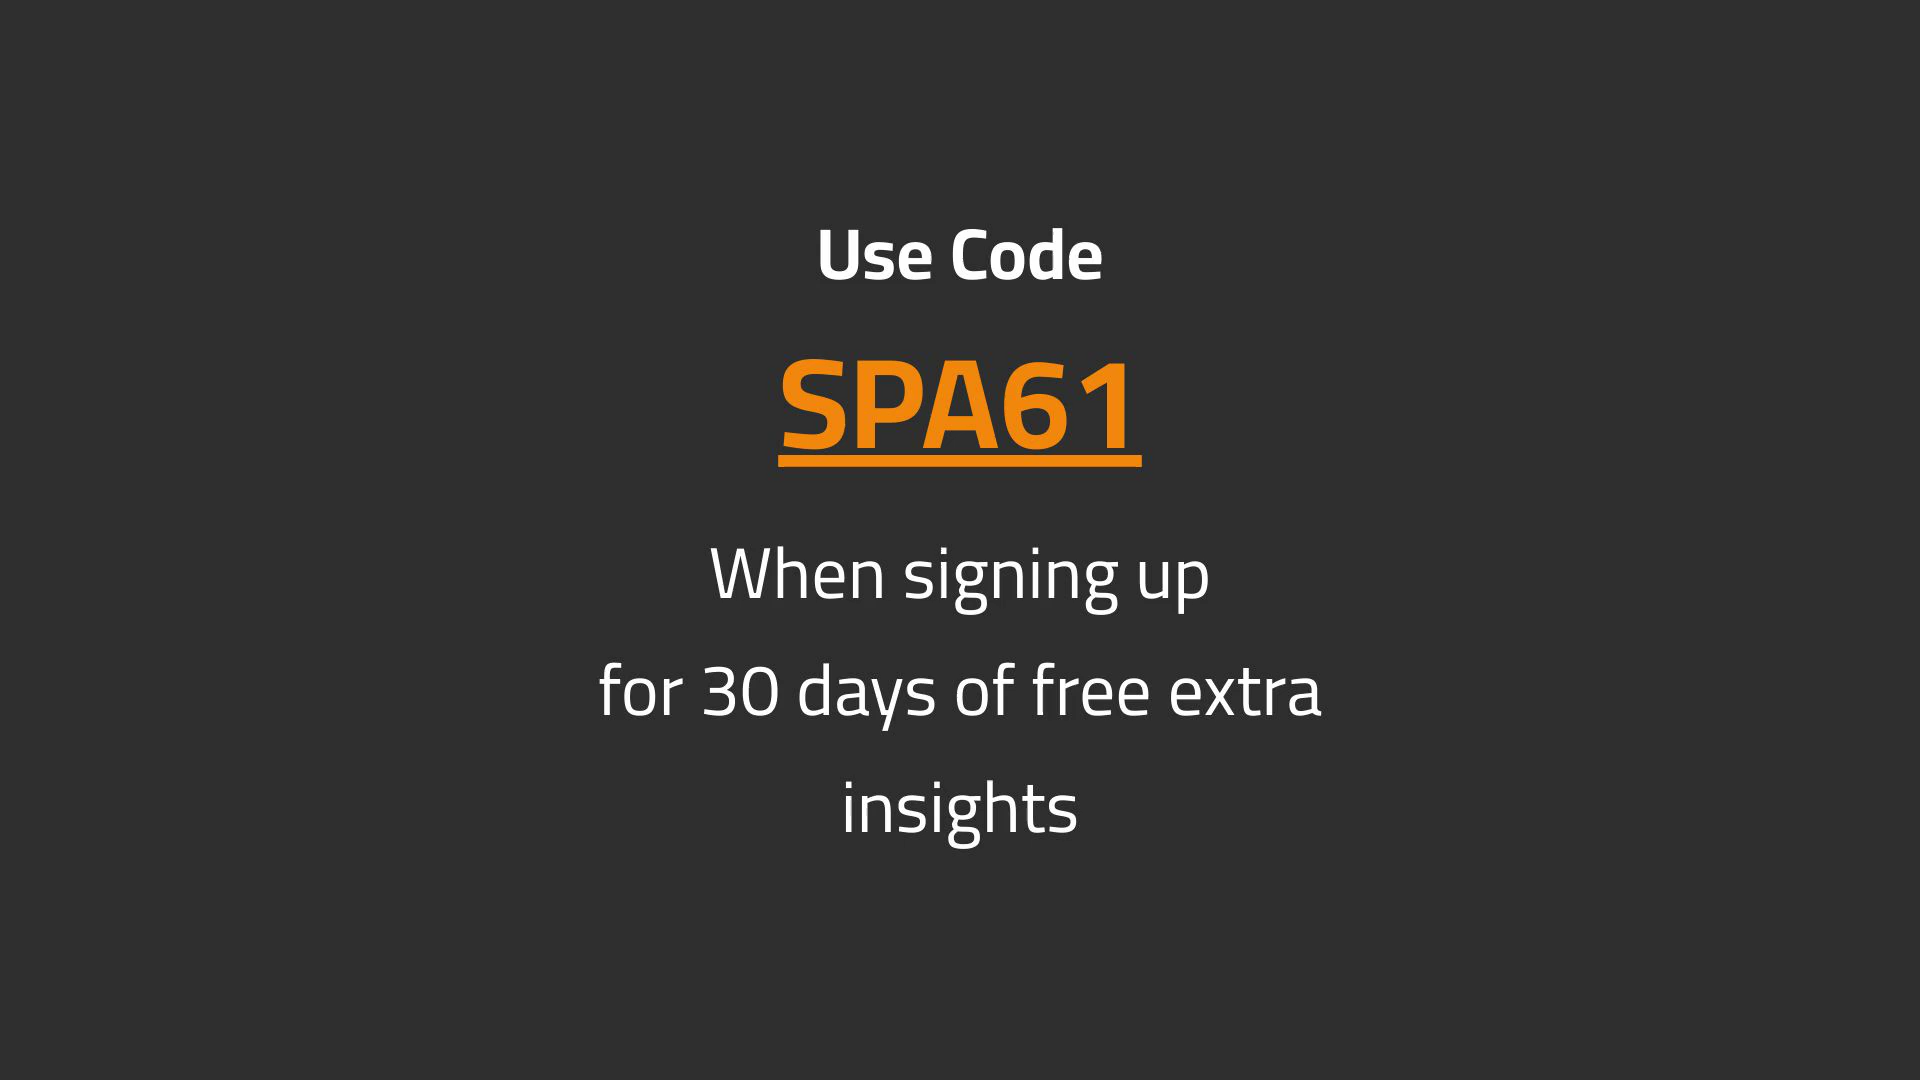 Use Code
SPA61
When signing up
for 30 days of free extra
insights